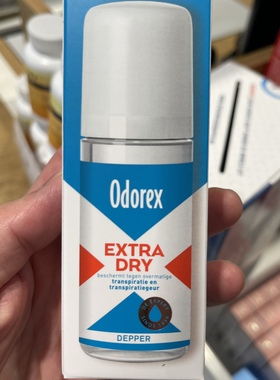 Odorex
EXTRA
DRY
beschermt tegen overmatige
transpiratie en
transpiratiegeur
DEPPER